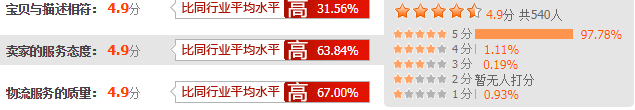 宝贝与描述相符： 4.9分 比同行业平均水平 高 31.56%
卖家的服务态度： 4.9分 比同行业平均水平 高 63.84%
物流服务的质量： 4.9分 比同行业平均水平 高 67.00%
4.9分 共540人
5 分 97.78%
4 分 1.11%
3 分 0.19%
2 分 暂无人打分
1 分 0.93%